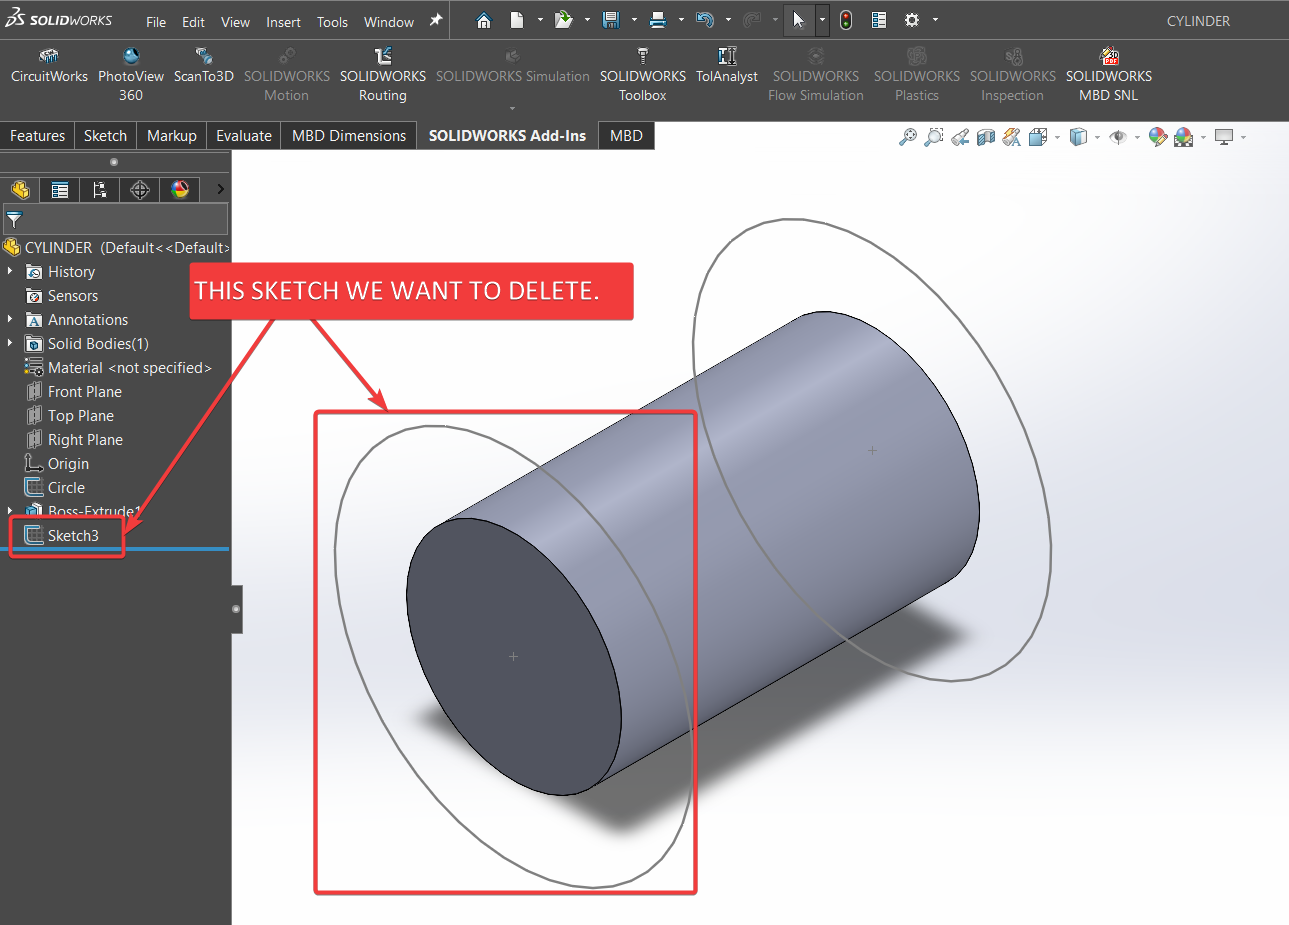 SOLIDWORKS File Edit View Insert Tools Window CYLINDER
CircuitWorks PhotoView 360 ScanTo3D SOLIDWORKS Motion SOLIDWORKS Routing SOLIDWORKS Simulation SOLIDWORKS Toolbox TolAnalyst SOLIDWORKS Flow Simulation SOLIDWORKS Plastics SOLIDWORKS Inspection SOLIDWORKS MBD SNL
Features Sketch Markup Evaluate MBD Dimensions SOLIDWORKS Add-Ins MBD
CYLINDER (Default<<Default>
History
THIS SKETCH WE WANT TO DELETE.
Sensors
Annotations
Solid Bodies(1)
Material <not specified>
Front Plane
Top Plane
Right Plane
Origin
Circle
Boss-Extrude1
Sketch3